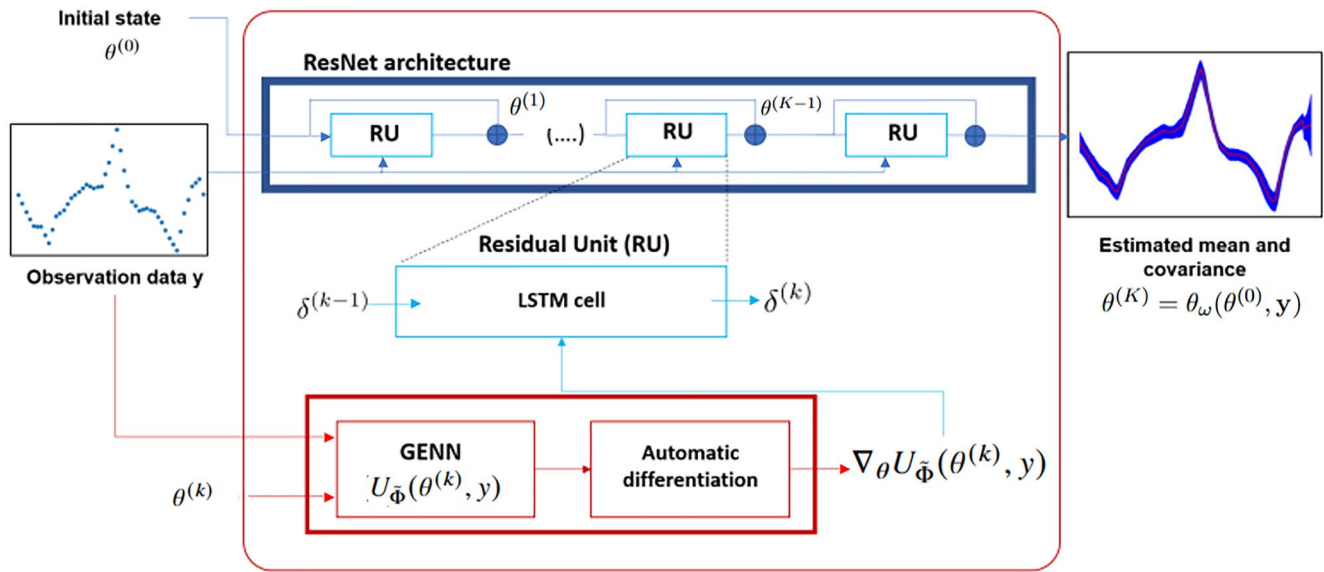 Initial state
θ^(0)
ResNet architecture
θ^(1)
θ^(K−1)
RU
(....)
RU
RU
Observation data y
Residual Unit (RU)
δ^(k−1)
LSTM cell
δ^(k)
Estimated mean and
covariance
θ^(K) = θ_ω(θ^(0), y)
GENN
U_Φ̃(θ^(k), y)
Automatic
differentiation
∇_θ U_Φ̃(θ^(k), y)
θ^(k)